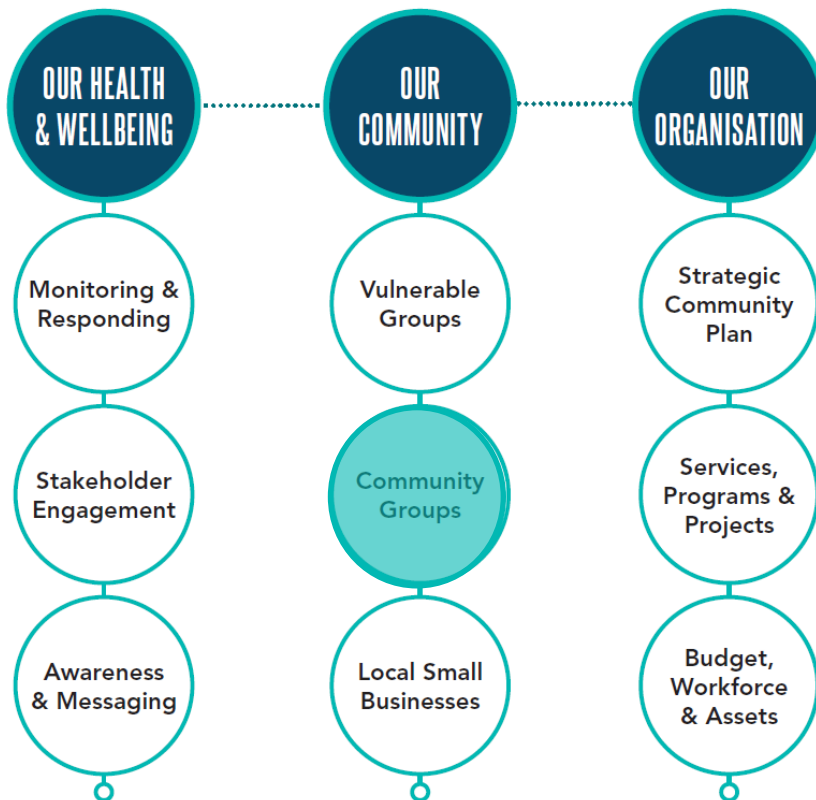 OUR HEALTH
& WELLBEING
Monitoring &
Responding
Stakeholder
Engagement
Awareness
& Messaging
OUR
COMMUNITY
Vulnerable
Groups
Community
Groups
Local Small
Businesses
OUR
ORGANISATION
Strategic
Community
Plan
Services,
Programs &
Projects
Budget,
Workforce
& Assets